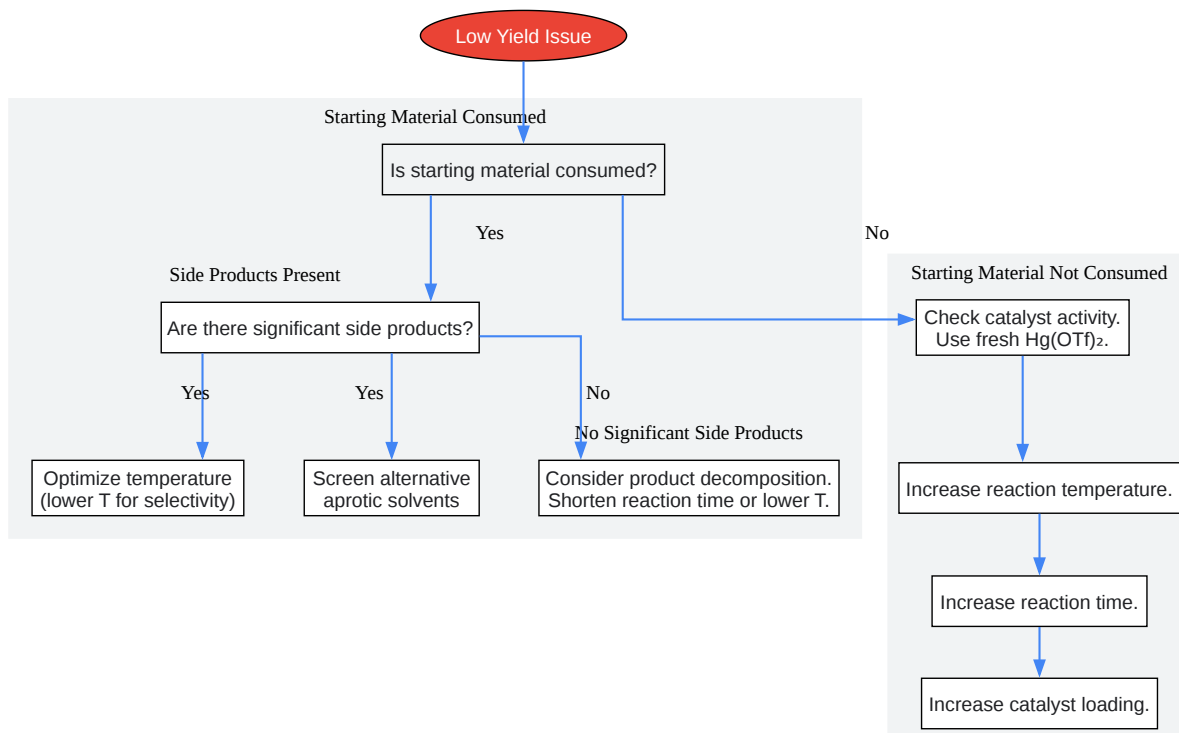 Low Yield Issue
Starting Material Consumed
Is starting material consumed?
Yes
No
Side Products Present
Starting Material Not Consumed
Are there significant side products?
Check catalyst activity.
Use fresh Hg(OTf)₂.
Yes
Yes
No
No Significant Side Products
Optimize temperature
(lower T for selectivity)
Screen alternative
aprotic solvents
Consider product decomposition.
Shorten reaction time or lower T.
Increase reaction temperature.
Increase reaction time.
Increase catalyst loading.